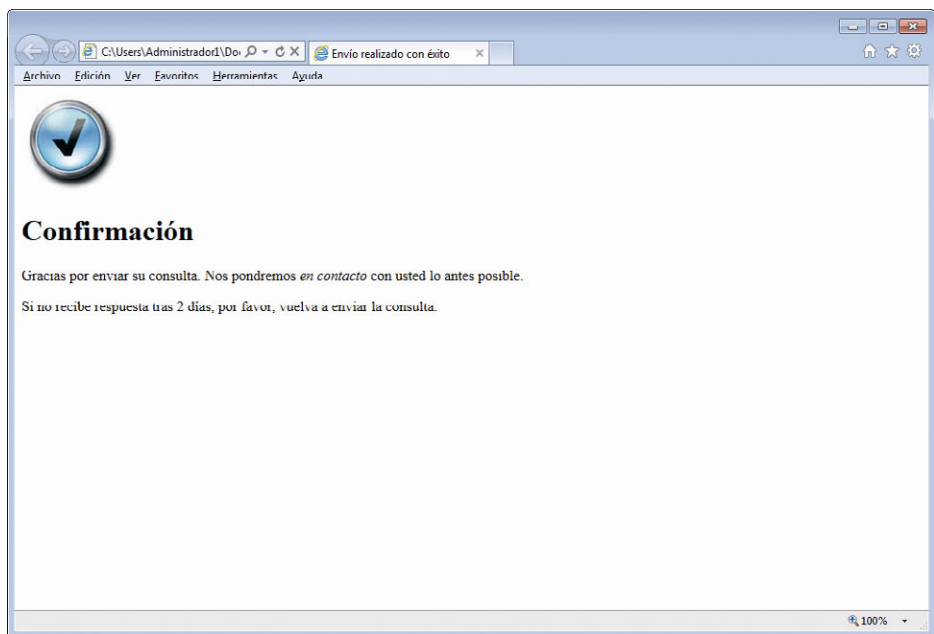 C:\Users\Administrador1\Do
Envío realizado con éxito
Archivo Edición Ver Favoritos Herramientas Ayuda
Confirmación
Gracias por enviar su consulta. Nos pondremos en contacto con usted lo antes posible.
Si no recibe respuesta tras 2 días, por favor, vuelva a enviar la consulta.
100%